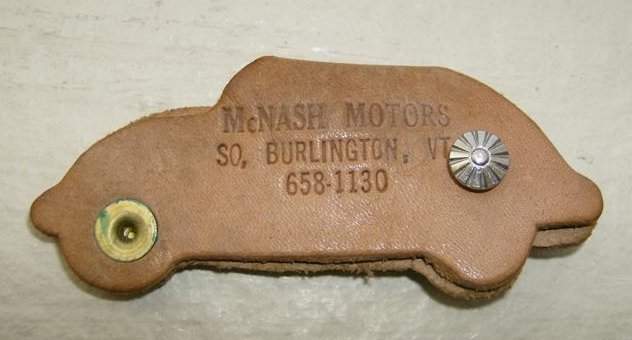 McNASH MOTORS
SO, BURLINGTON, VT
658-1130